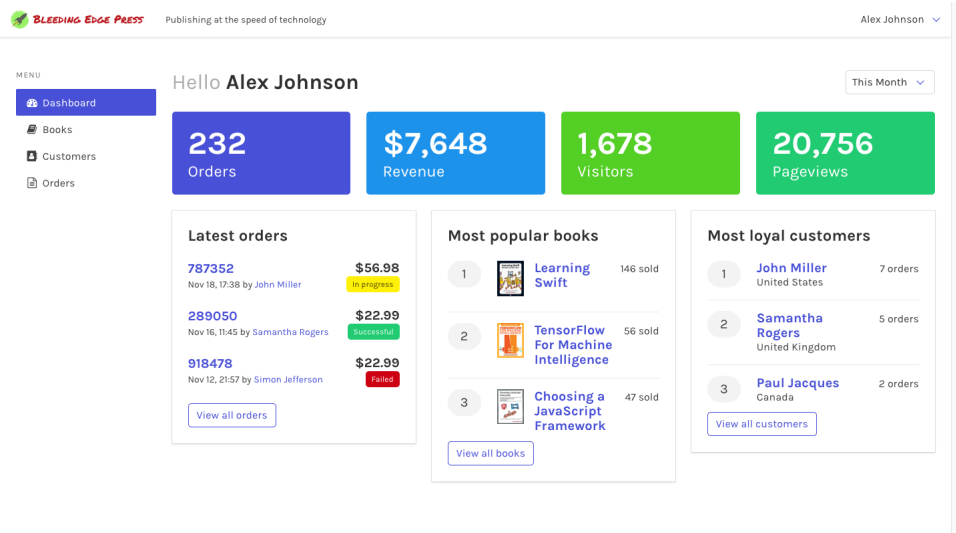 BLEEDING EDGE PRESS
Publishing at the speed of technology
Alex Johnson
MENU
Dashboard
Books
Customers
Orders
Hello Alex Johnson
This Month
232
Orders
$7,648
Revenue
1,678
Visitors
20,756
Pageviews
Latest orders
787352
$56.98
Nov 18, 17:38 by John Miller
In progress
289050
$22.99
Nov 16, 11:45 by Samantha Rogers
Successful
918478
$22.99
Nov 12, 21:57 by Simon Jefferson
Failed
View all orders
Most popular books
1
Learning
Swift
146 sold
2
TensorFlow
For Machine
Intelligence
56 sold
3
Choosing a
JavaScript
Framework
47 sold
View all books
Most loyal customers
1
John Miller
United States
7 orders
2
Samantha
Rogers
United Kingdom
5 orders
3
Paul Jacques
Canada
2 orders
View all customers